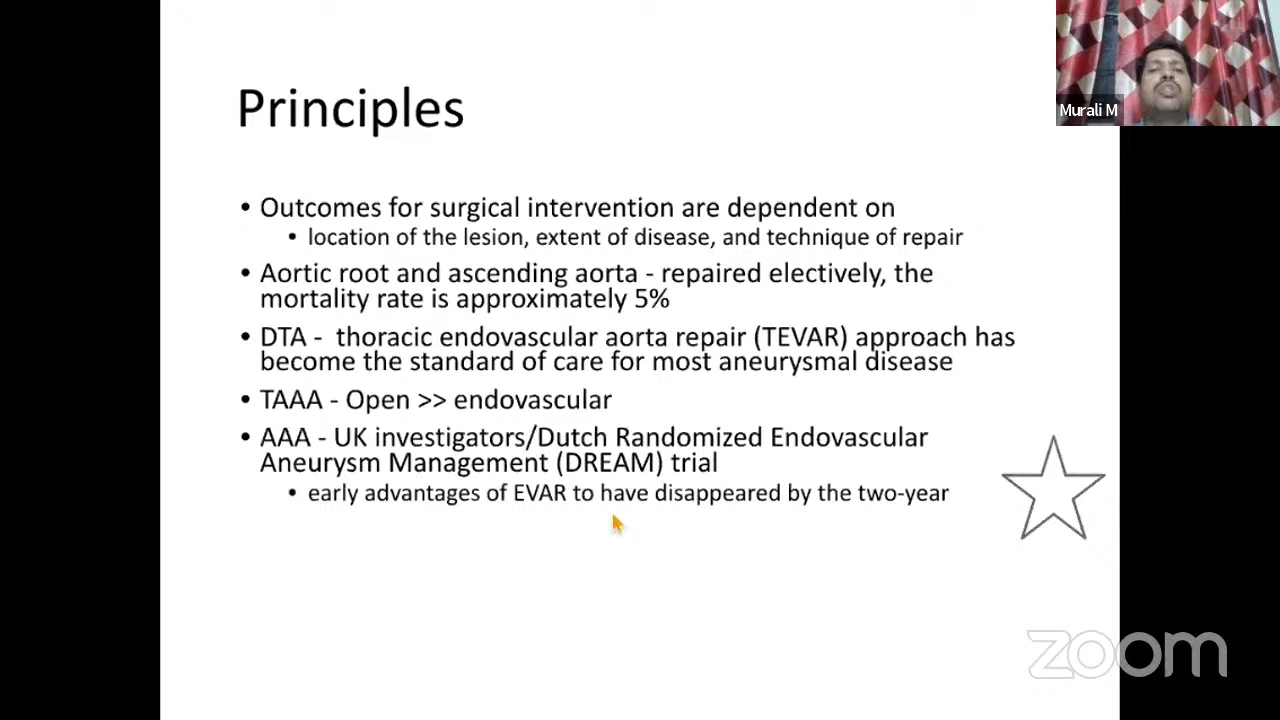 Murali M
Principles
• Outcomes for surgical intervention are dependent on
• location of the lesion, extent of disease, and technique of repair
• Aortic root and ascending aorta - repaired electively, the
mortality rate is approximately 5%
• DTA - thoracic endovascular aorta repair (TEVAR) approach has
become the standard of care for most aneurysmal disease
• TAAA - Open >> endovascular
• AAA - UK investigators/Dutch Randomized Endovascular
Aneurysm Management (DREAM) trial
• early advantages of EVAR to have disappeared by the two-year
zoom